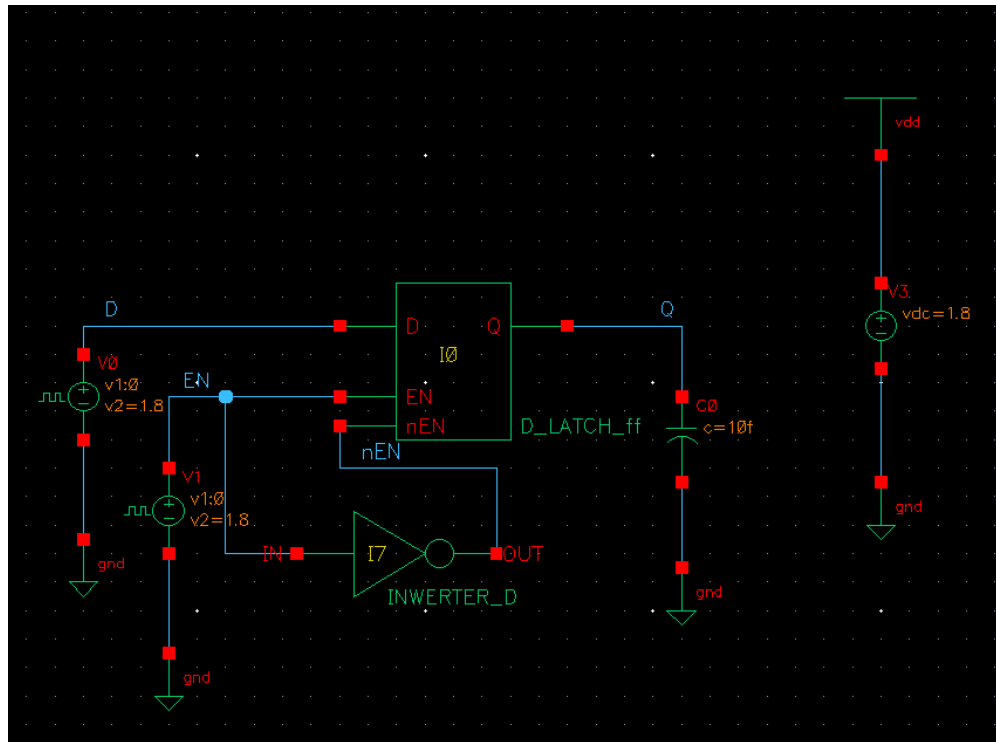 vdd
V3
vdc=1.8
gnd
D
V0
v1:0
v2=1.8
gnd
EN
V1
v1:0
v2=1.8
gnd
D
Q
I0
EN
nEN
D_LATCH_ff
nEN
IN
I7
OUT
INWERTER_D
Q
C0
c=10f
gnd